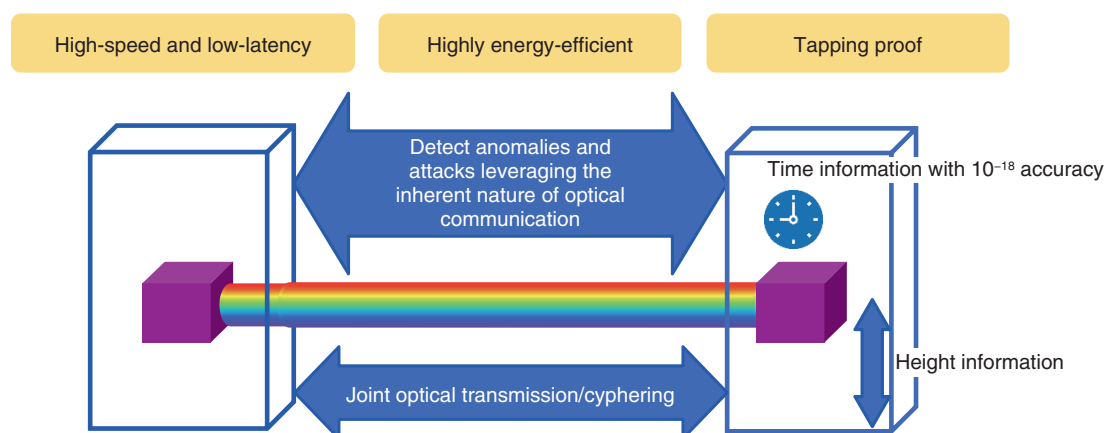 High-speed and low-latency
Highly energy-efficient
Tapping proof
Detect anomalies and
attacks leveraging the
inherent nature of optical
communication
Time information with 10⁻¹⁸ accuracy
Height information
Joint optical transmission/cyphering